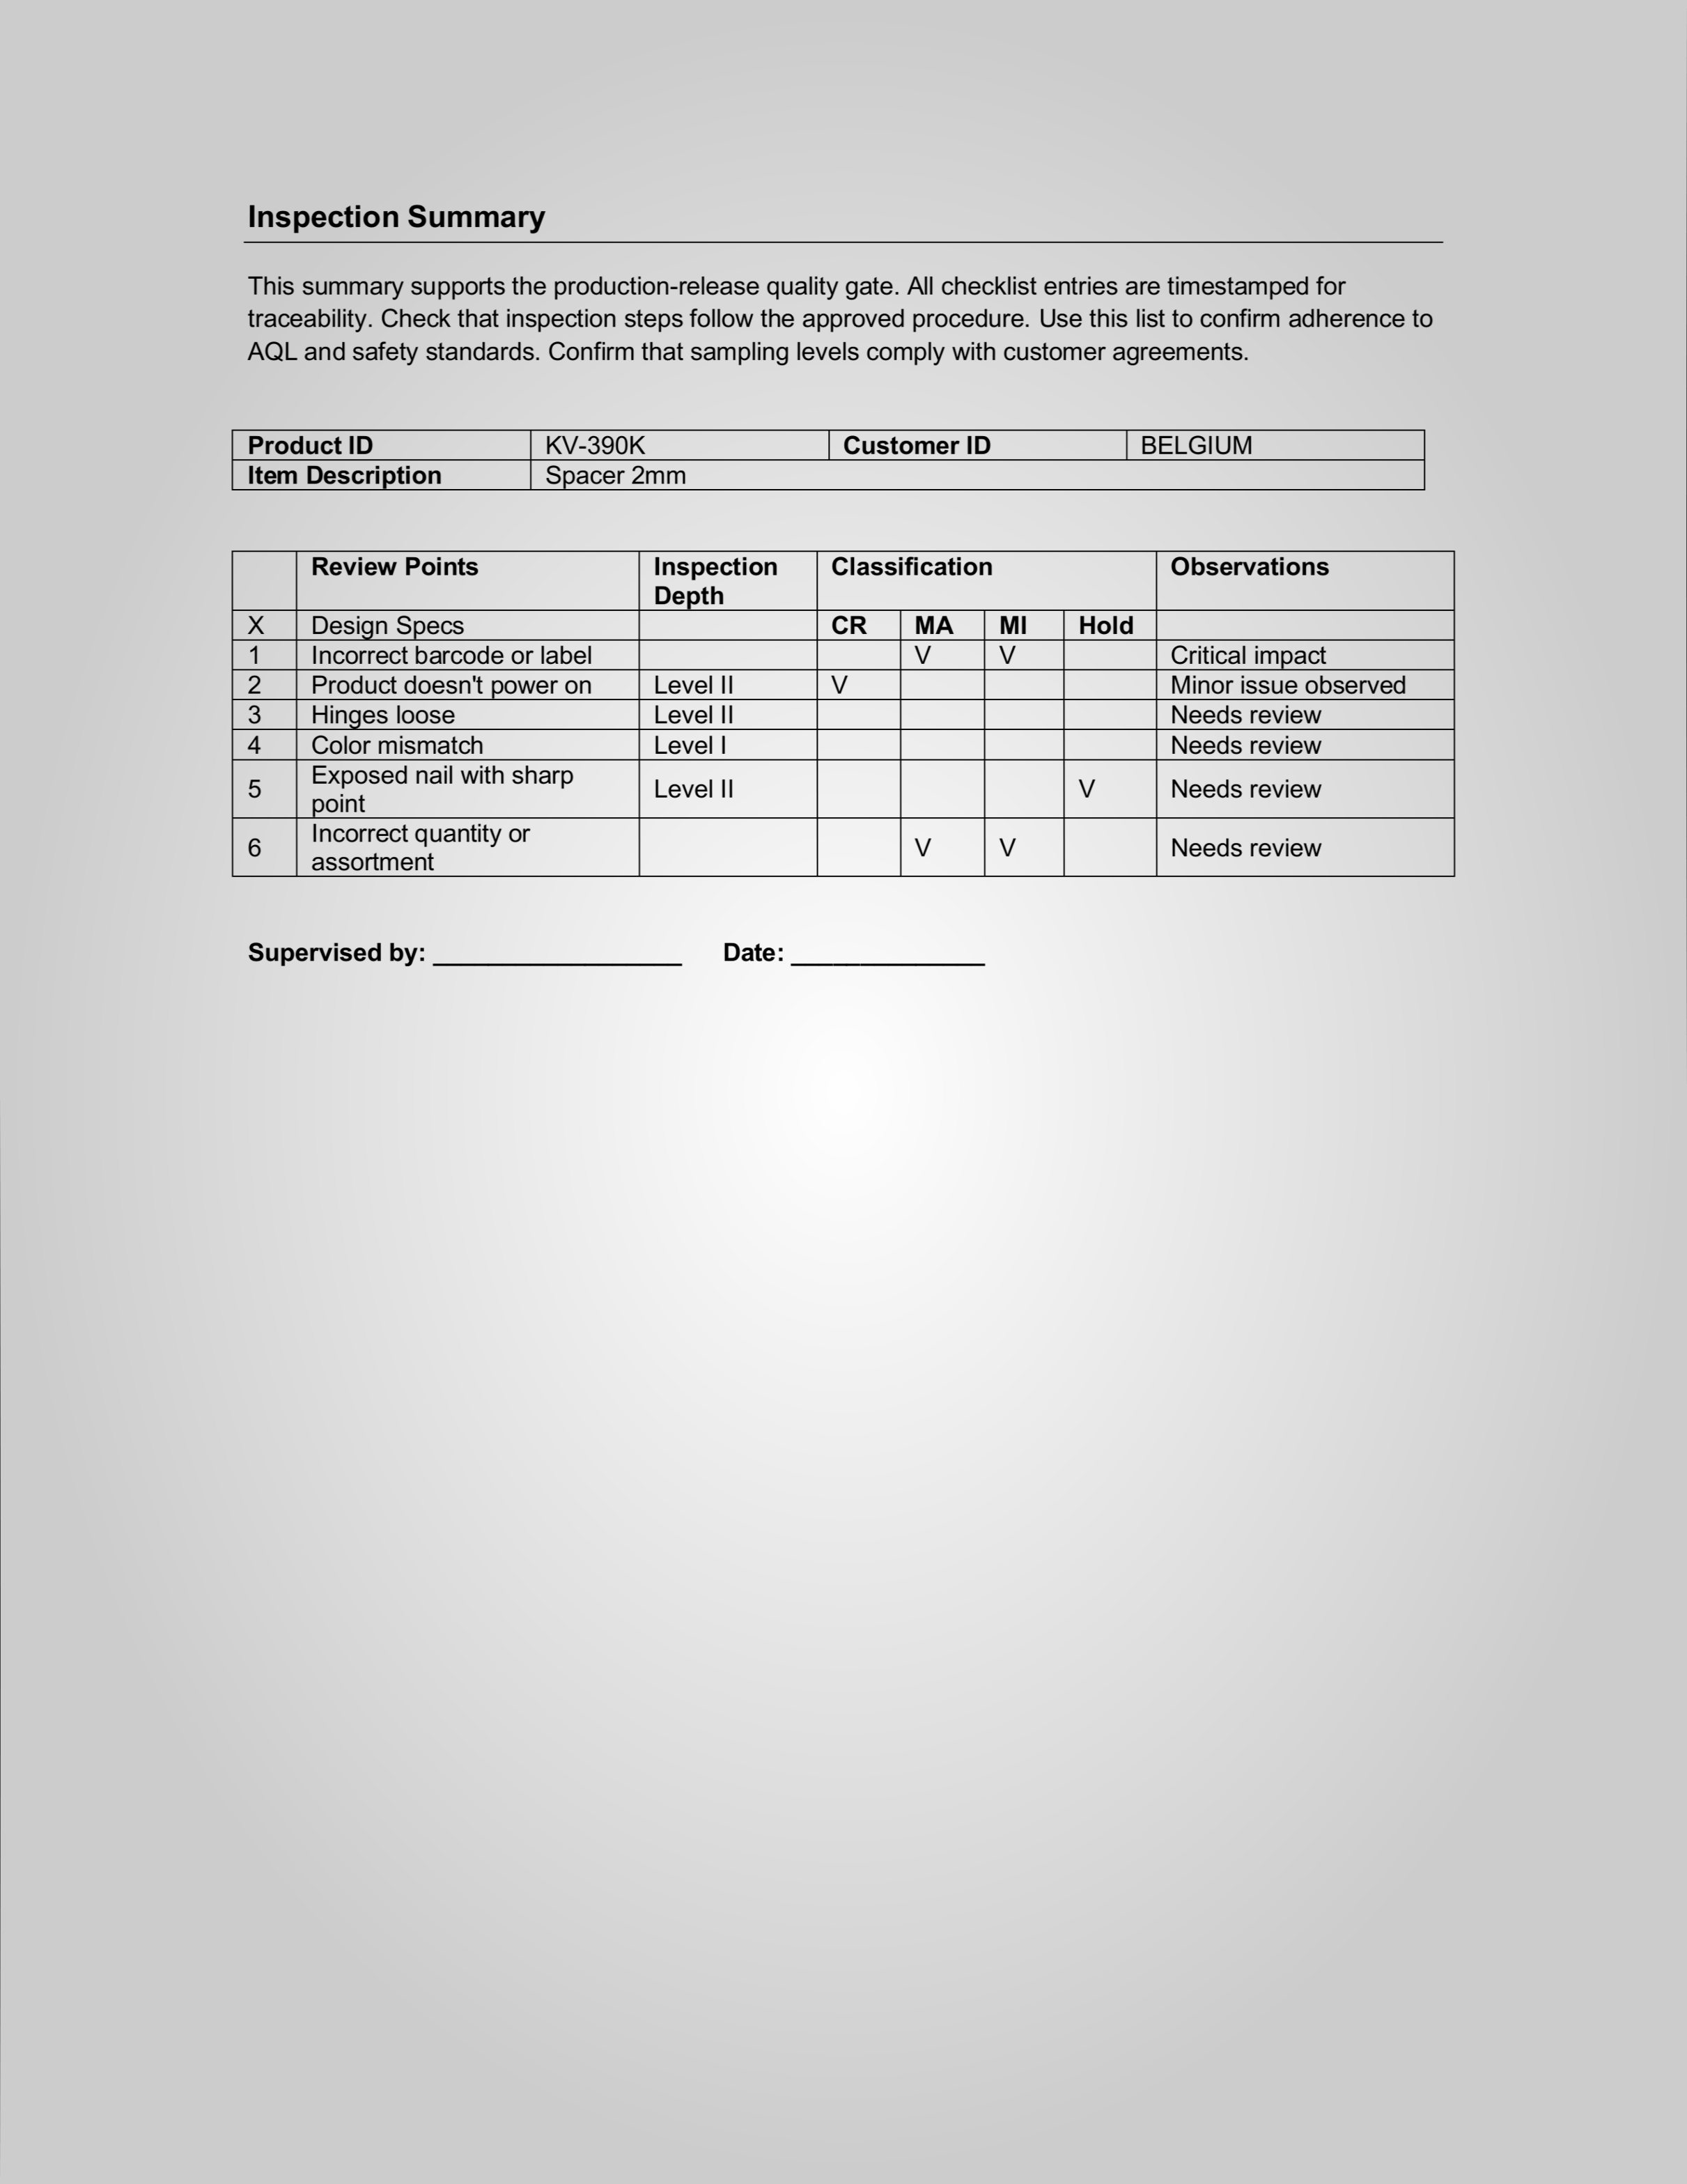 Inspection Summary
This summary supports the production-release quality gate. All checklist entries are timestamped for
traceability. Check that inspection steps follow the approved procedure. Use this list to confirm adherence to
AQL and safety standards. Confirm that sampling levels comply with customer agreements.
Product ID KV-390K Customer ID BELGIUM
Item Description Spacer 2mm
Review Points Inspection Classification Observations
Depth
X Design Specs CR MA MI Hold
1 Incorrect barcode or label V V Critical impact
2 Product doesn't power on Level II V Minor issue observed
3 Hinges loose Level II Needs review
4 Color mismatch Level I Needs review
5 Exposed nail with sharp Level II V Needs review
point
6 Incorrect quantity or V V Needs review
assortment
Supervised by: __________________ Date: ______________